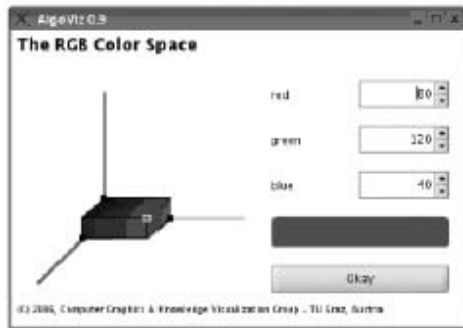 AlgoViz 0.9
The RGB Color Space
red 80
green 120
blue 40
Okay
(C) 2006, Computer Graphics & Knowledge Visualization Group - TU Graz, Austria